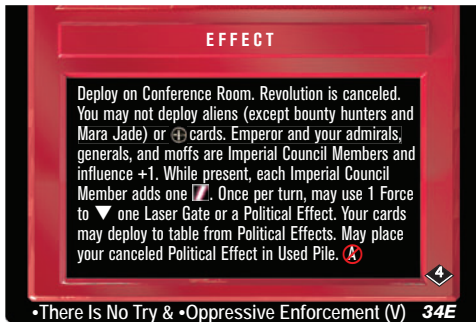 EFFECT
Deploy on Conference Room. Revolution is canceled.
You may not deploy aliens (except bounty hunters and
Mara Jade) or cards. Emperor and your admirals,
generals, and moffs are Imperial Council Members and
influence +1. While present, each Imperial Council
Member adds one . Once per turn, may use 1 Force
to ▼ one Laser Gate or a Political Effect. Your cards
may deploy to table from Political Effects. May place
your canceled Political Effect in Used Pile. A
4
•There Is No Try & •Oppressive Enforcement (V) 34E